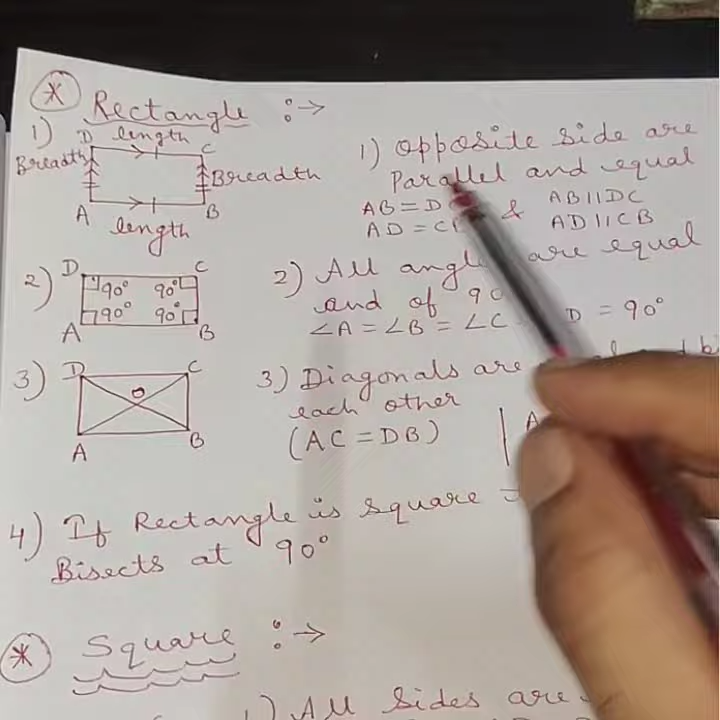 * Rectangle :→
1)
D length C
Breadth
Breadth
A B
length
1) Opposite side are
Parallel and equal
AB = D & AB || DC
AD = C AD || CB
2)
D C
90° 90°
90° 90°
A B
2) All are equal
and of
∠A = ∠B = ∠C D = 90°
3)
D C
O
A B
3) Diagonals are
each other
(AC = DB)
4) If Rectangle is square
Bisects at 90°
* Square :→
1) All Sides are